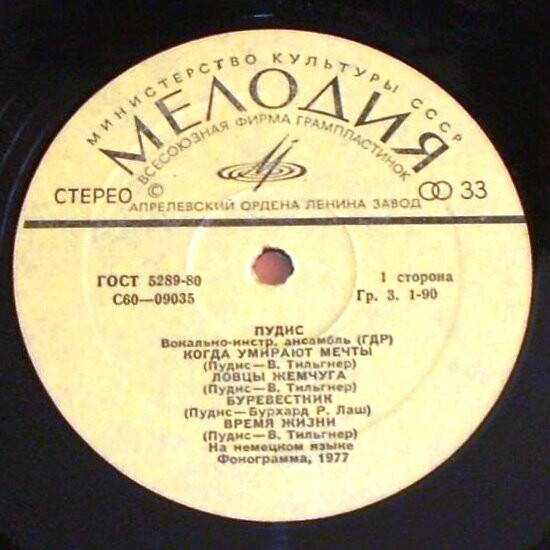 МИНИСТЕРСТВО КУЛЬТУРЫ СССР
МЕЛОДИЯ
ВСЕСОЮЗНАЯ ФИРМА ГРАМПЛАСТИНОК
СТЕРЕО © 33
АПРЕЛЕВСКИЙ ОРДЕНА ЛЕНИНА ЗАВОД
ГОСТ 5289-80 1 сторона
С60—09035 Гр. 3. 1-90
ПУДИС
Вокально-инстр. ансамбль (ГДР)
КОГДА УМИРАЮТ МЕЧТЫ
(Пудис—В. Тильгнер)
ЛОВЦЫ ЖЕМЧУГА
(Пудис—В. Тильгнер)
БУРЕВЕСТНИК
(Пудис—Бурхард Р. Лаш)
ВРЕМЯ ЖИЗНИ
(Пудис—В. Тильгнер)
На немецком языке
Фонограмма, 1977